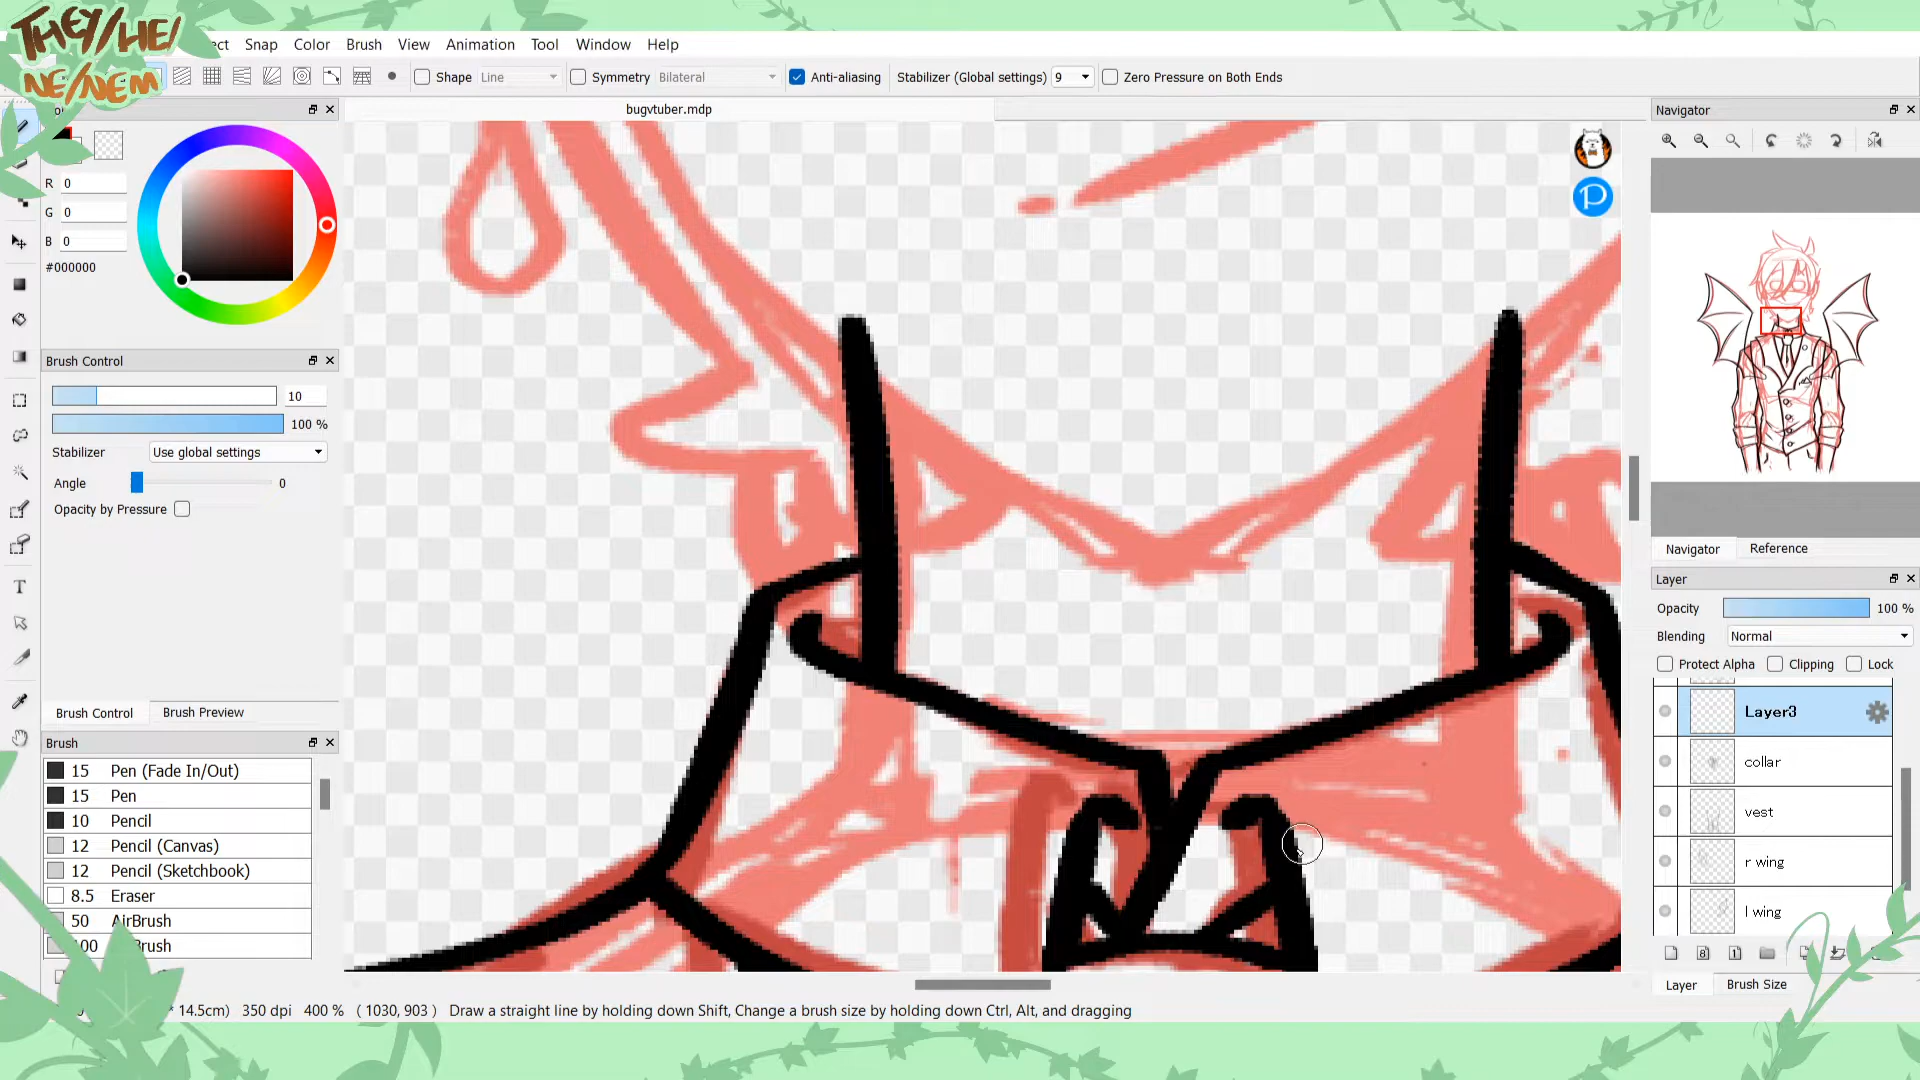 THEY/HE/
NE/NEM
ect Snap Color Brush View Animation Tool Window Help
Shape Line Symmetry Bilateral Anti-aliasing Stabilizer (Global settings) 9 Zero Pressure on Both Ends
bugvtuber.mdp
Navigator
R 0
G 0
B 0
#000000
Brush Control
10
100 %
Stabilizer Use global settings
Angle 0
Opacity by Pressure
Brush Control Brush Preview
Brush
15 Pen (Fade In/Out)
15 Pen
10 Pencil
12 Pencil (Canvas)
12 Pencil (Sketchbook)
8.5 Eraser
50 AirBrush
100 Brush
Navigator Reference
Layer
Opacity 100 %
Blending Normal
Protect Alpha Clipping Lock
Layer3
collar
vest
r wing
l wing
8 1
Layer Brush Size
* 14.5cm) 350 dpi 400 % ( 1030, 903 ) Draw a straight line by holding down Shift, Change a brush size by holding down Ctrl, Alt, and dragging